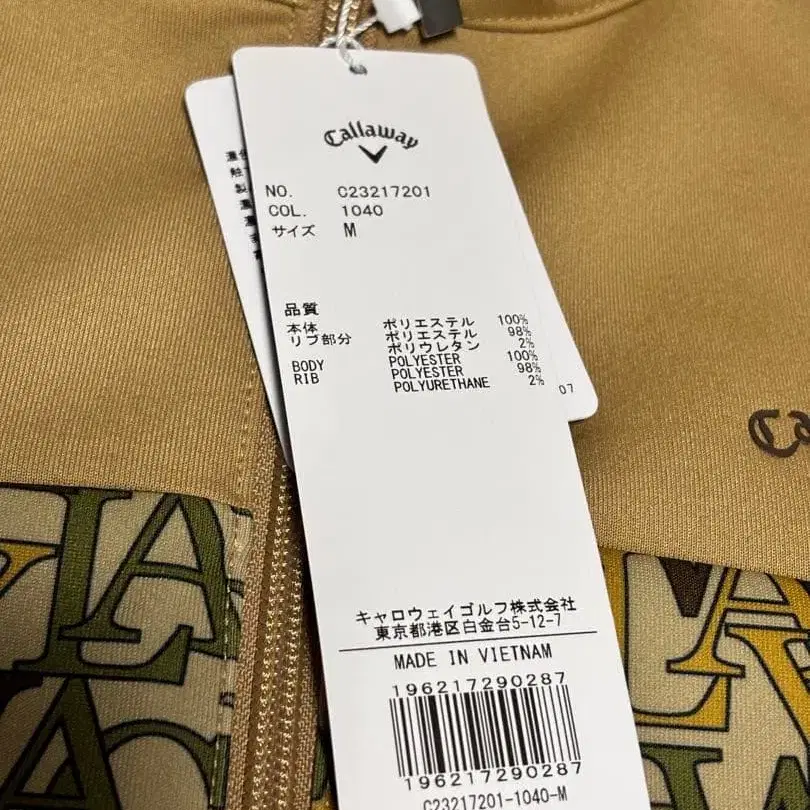 Callaway
NO. C23217201
COL. 1040
サイズ M
品質
本体 ポリエステル 100%
リブ部分 ポリエステル 98%
ポリウレタン 2%
BODY POLYESTER 100%
RIB POLYESTER 98%
POLYURETHANE 2%
07
キャロウェイゴルフ株式会社
東京都港区白金台5-12-7
MADE IN VIETNAM
196217290287
196217290287
C23217201-1040-M